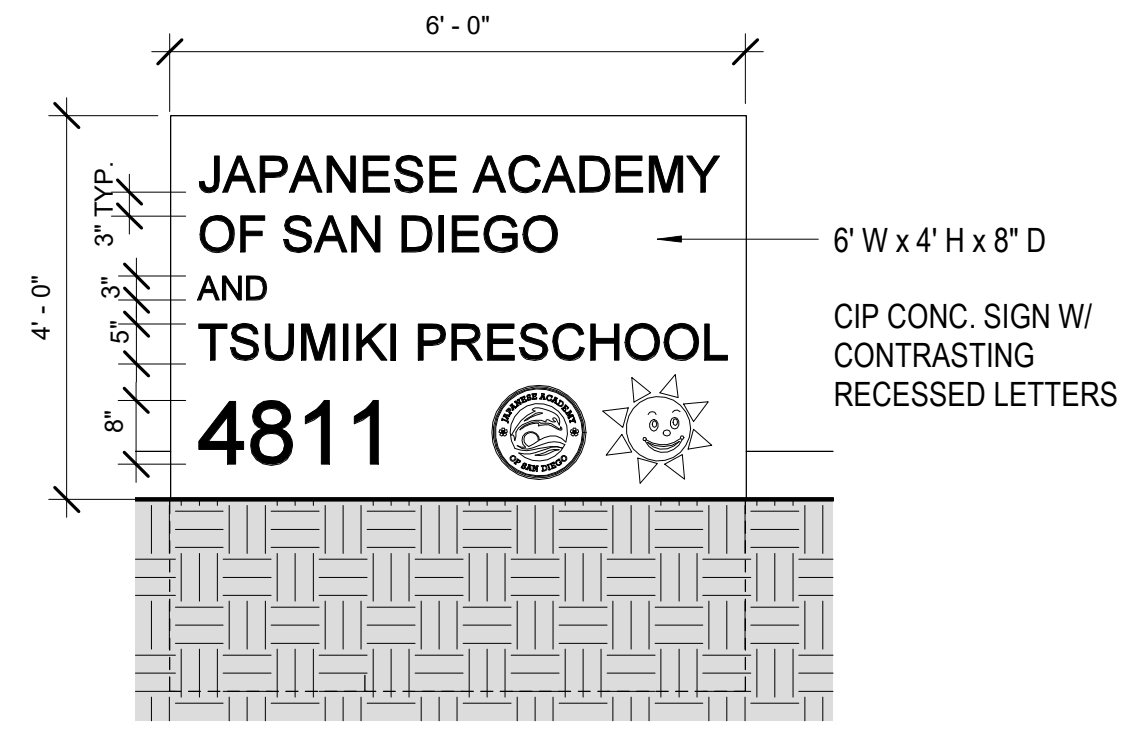 6' - 0"
4' - 0"
3" TYP.
3"
5"
8"
JAPANESE ACADEMY
OF SAN DIEGO
AND
TSUMIKI PRESCHOOL
4811
JAPANESE ACADEMY
OF SAN DIEGO
6' W x 4' H x 8" D
CIP CONC. SIGN W/
CONTRASTING
RECESSED LETTERS